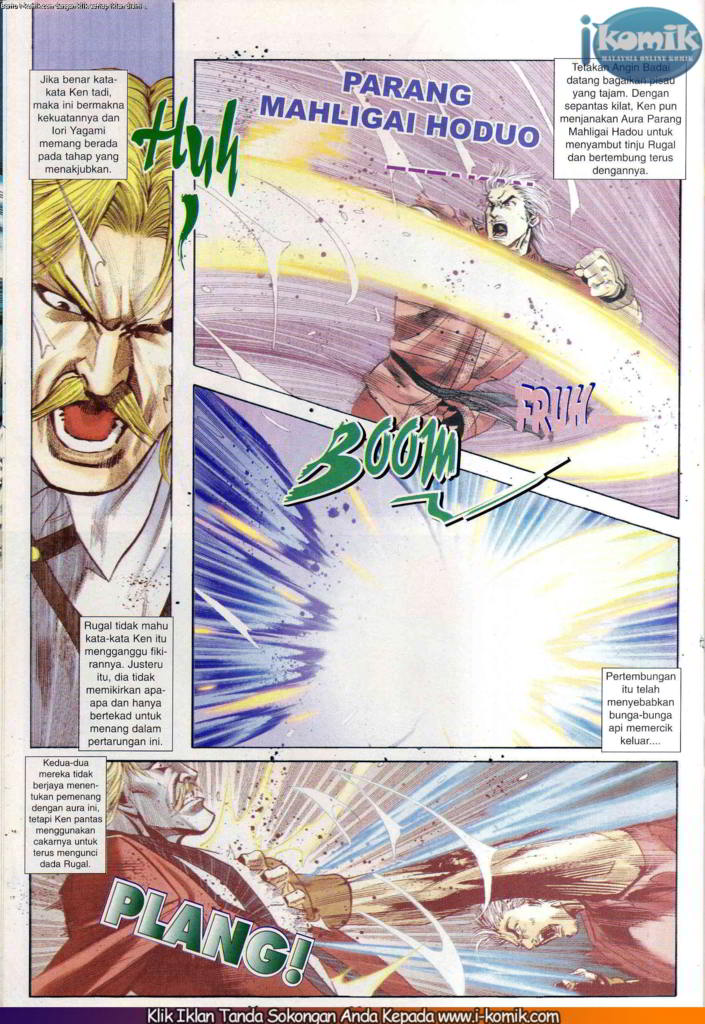 ikomik
MALAYSIA ONLINE KOMIK
Jika benar kata-
kata Ken tadi,
maka ini bermakna
kekuatannya dan
Iori Yagami
memang berada
pada tahap yang
menakjubkan.
Huh
PARANG
MAHLIGAI HODUO
Tetakan Angin Badai
datang bagaikan pisau
yang tajam. Dengan
sepantas kilat, Ken pun
menjanakan Aura Parang
Mahligai Hadou untuk
menyambut tinju Rugal
dan bertembung terus
dengannya.
FRUH
BOOM
Rugal tidak mahu
kata-kata Ken itu
mengganggu fiki-
rannya. Justeru
itu, dia tidak
memikirkan apa-
apa dan hanya
bertekad untuk
menang dalam
pertarungan ini.
Pertembungan
itu telah
menyebabkan
bunga-bunga
api memercik
keluar....
Kedua-dua
mereka tidak
berjaya menen-
tukan pemenang
dengan aura ini,
tetapi Ken pantas
menggunakan
cakarnya untuk
terus mengunci
dada Rugal.
PLANG!
Klik Iklan Tanda Sokongan Anda Kepada www.i-komik.com